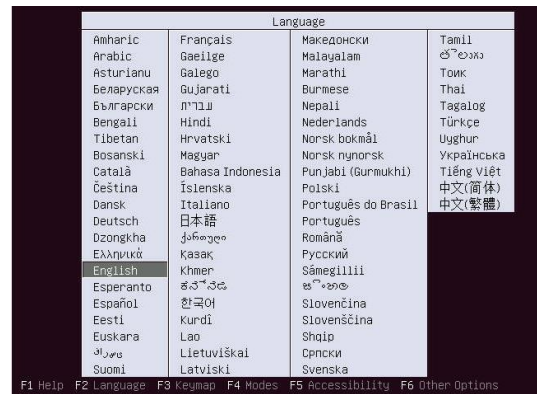 Language
Amharic
Arabic
Asturianu
Беларуская
Български
Bengali
Tibetan
Bosanski
Català
Čeština
Dansk
Deutsch
Dzongkha
Ελληνικά
English
Esperanto
Español
Eesti
Euskara
فارسی
Suomi
Français
Gaeilge
Galego
Gujarati
עברית
Hindi
Hrvatski
Magyar
Bahasa Indonesia
Íslenska
Italiano
日本語
ქართული
Қазақ
Khmer
ಕನ್ನಡ
한국어
Kurdî
Lao
Lietuviškai
Latviski
Македонски
Malayalam
Marathi
Burmese
Nepali
Nederlands
Norsk bokmål
Norsk nynorsk
Punjabi (Gurmukhi)
Polski
Português do Brasil
Português
Română
Русский
Sámegillii
සිංහල
Slovenčina
Slovenščina
Shqip
Српски
Svenska
Tamil
తెలుగు
Тоик
Thai
Tagalog
Türkçe
Uyghur
Українська
Tiếng Việt
中文(简体)
中文(繁體)
F1 Help F2 Language F3 Keymap F4 Modes F5 Accessibility F6 Other Options